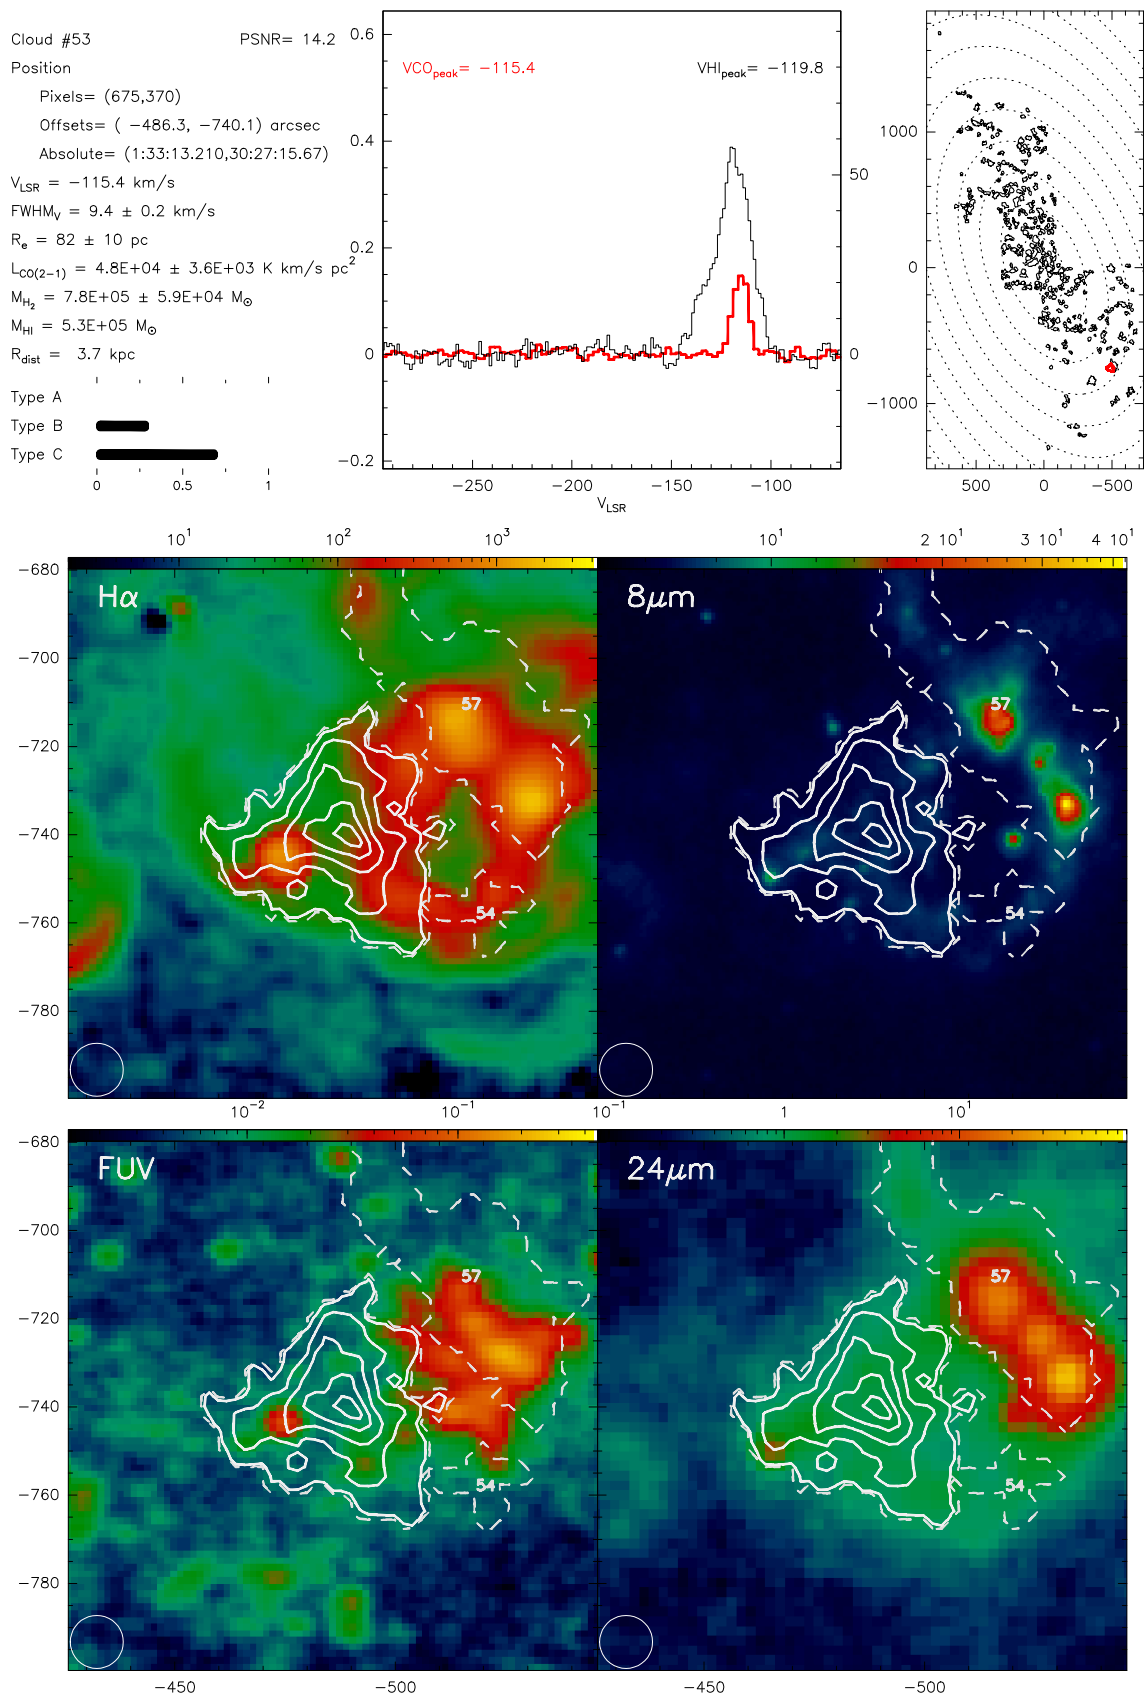 Cloud #53 PSNR= 14.2
Position
Pixels= (675,370)
Offsets= ( −486.3, −740.1) arcsec
Absolute= (1:33:13.210,30:27:15.67)
V_LSR = −115.4 km/s
FWHM_V = 9.4 ± 0.2 km/s
R_e = 82 ± 10 pc
L_CO(2−1) = 4.8E+04 ± 3.6E+03 K km/s pc²
M_H₂ = 7.8E+05 ± 5.9E+04 M⊙
M_HI = 5.3E+05 M⊙
R_dist = 3.7 kpc
Type A
Type B
Type C
0 0.5 1
VCO_peak= −115.4 VHI_peak= −119.8
0.6
0.4
0.2
0
−0.2
50
0
−250 −200 −150 −100
V_LSR
1000
0
−1000
500 0 −500
10¹ 10² 10³
10¹ 2 10¹ 3 10¹ 4 10¹
Hα
8μm
57
54
57
54
−680
−700
−720
−740
−760
−780
10⁻² 10⁻¹
10⁻¹ 1 10¹
FUV
24μm
57
54
57
54
−680
−700
−720
−740
−760
−780
−450 −500
−450 −500